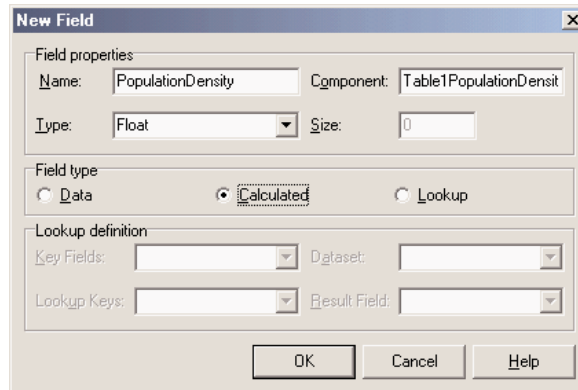 New Field
Field properties
Name: PopulationDensity Component: Table1PopulationDensit
Type: Float Size: 0
Field type
Data Calculated Lookup
Lookup definition
Key Fields: Dataset:
Lookup Keys: Result Field:
OK Cancel Help